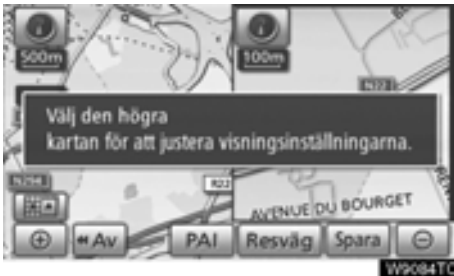 500m
100m
N22
Välj den högra
kartan för att justera visningsinställningarna.
R22
AVENUE DU BOURGET
Av
PAI
Resväg
Spara
W9084TC